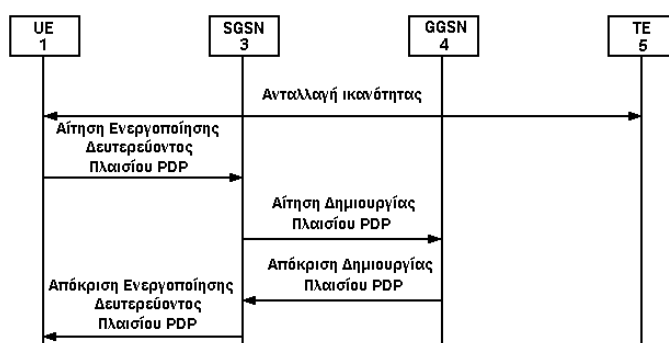 UE
1
SGSN
3
GGSN
4
TE
5
Ανταλλαγή ικανότητας
Αίτηση Ενεργοποίησης
Δευτερεύοντος
Πλαισίου PDP
Αίτηση Δημιουργίας
Πλαισίου PDP
Απόκριση Δημιουργίας
Πλαισίου PDP
Απόκριση Ενεργοποίησης
Δευτερεύοντος
Πλαισίου PDP